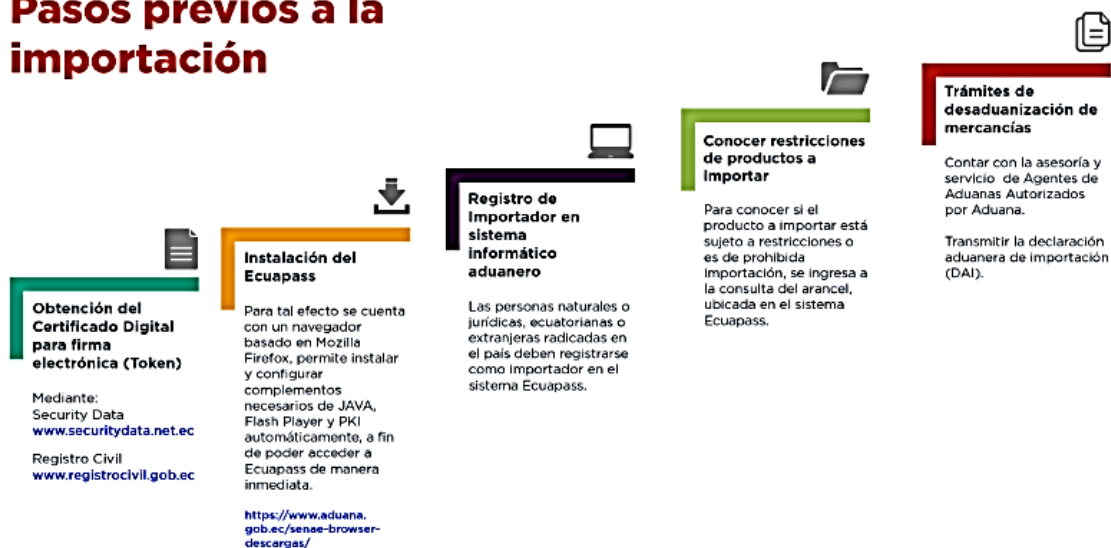 Pasos previos a la
importación
Obtención del
Certificado Digital
para firma
electrónica (Token)
Mediante:
Security Data
www.securitydata.net.ec
Registro Civil
www.registrocivil.gob.ec
Instalación del
Ecuapass
Para tal efecto se cuenta
con un navegador
basado en Mozilla
Firefox, permite instalar
y configurar
complementos
necesarios de JAVA,
Flash Player y PKI
automáticamente, a fin
de poder acceder a
Ecuapass de manera
inmediata.
https://www.aduana.
gob.ec/senae-browser-
descargas/
Registro de
Importador en
sistema
informático
aduanero
Las personas naturales o
jurídicas, ecuatorianas o
extranjeras radicadas en
el país deben registrarse
como importador en el
sistema Ecuapass.
Conocer restricciones
de productos a
Importar
Para conocer si el
producto a importar está
sujeto a restricciones o
es de prohibida
importación, se ingresa a
la consulta del arancel,
ubicada en el sistema
Ecuapass.
Trámites de
desaduanización de
mercancías
Contar con la asesoría y
servicio de Agentes de
Aduanas Autorizados
por Aduana.
Transmitir la declaración
aduanera de importación
(DAI).